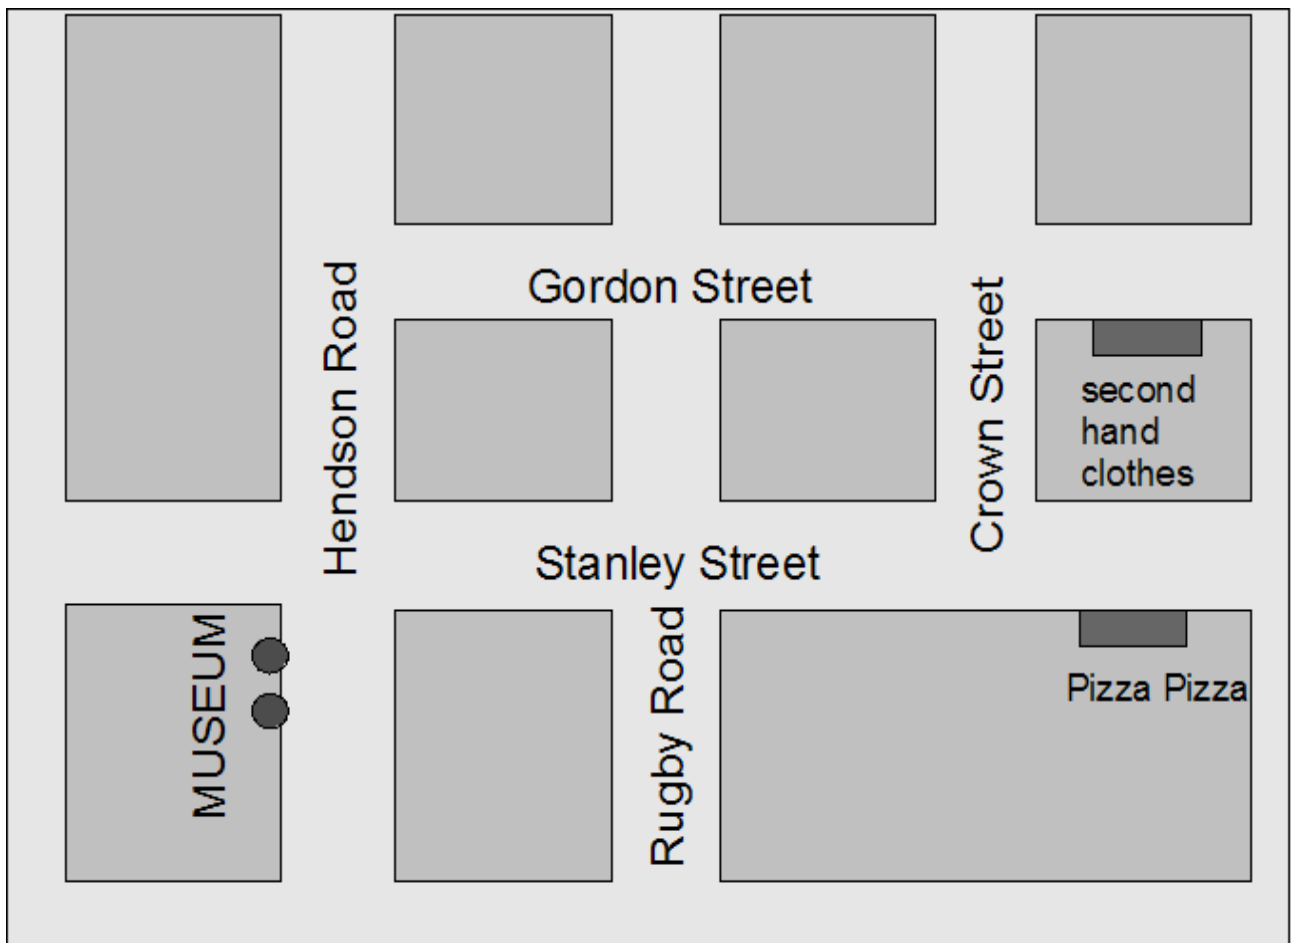 Gordon Street
Hendson Road
Crown Street
second
hand
clothes
Stanley Street
MUSEUM
Rugby Road
Pizza Pizza